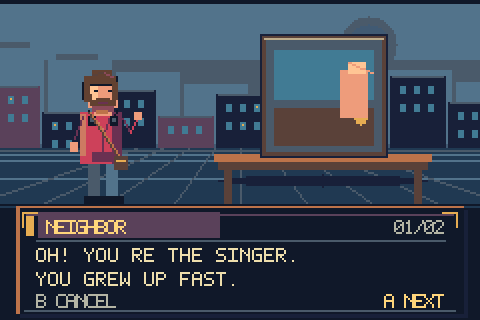 NEIGHBOR 01/02
OH! YOU RE THE SINGER.
YOU GREW UP FAST.
B CANCEL A NEXT